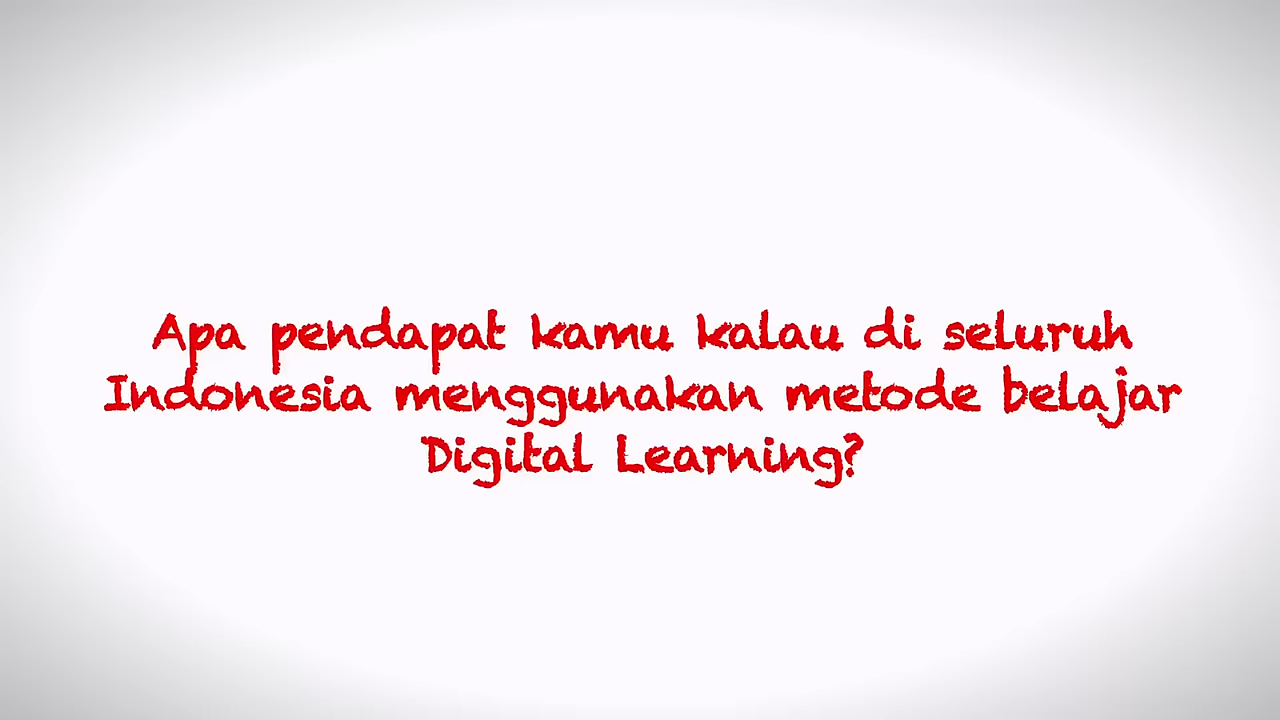 Apa pendapat kamu kalau di seluruh
Indonesia menggunakan metode belajar
Digital Learning?